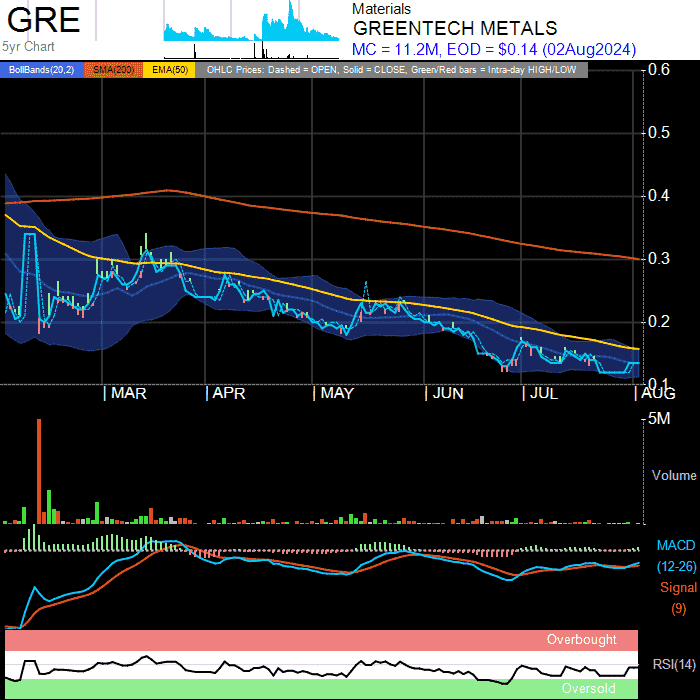 GRE
5yr Chart
Materials
GREENTECH METALS
MC = 11.2M, EOD = $0.14 (02Aug2024)
BollBands(20,2) SMA(200) EMA(50) OHLC Prices: Dashed = OPEN, Solid = CLOSE, Green/Red bars = Intra-day HIGH/LOW
0.6
0.5
0.4
0.3
0.2
0.1
MAR APR MAY JUN JUL AUG
5M
Volume
MACD
(12-26)
Signal
(9)
Overbought
RSI(14)
Oversold